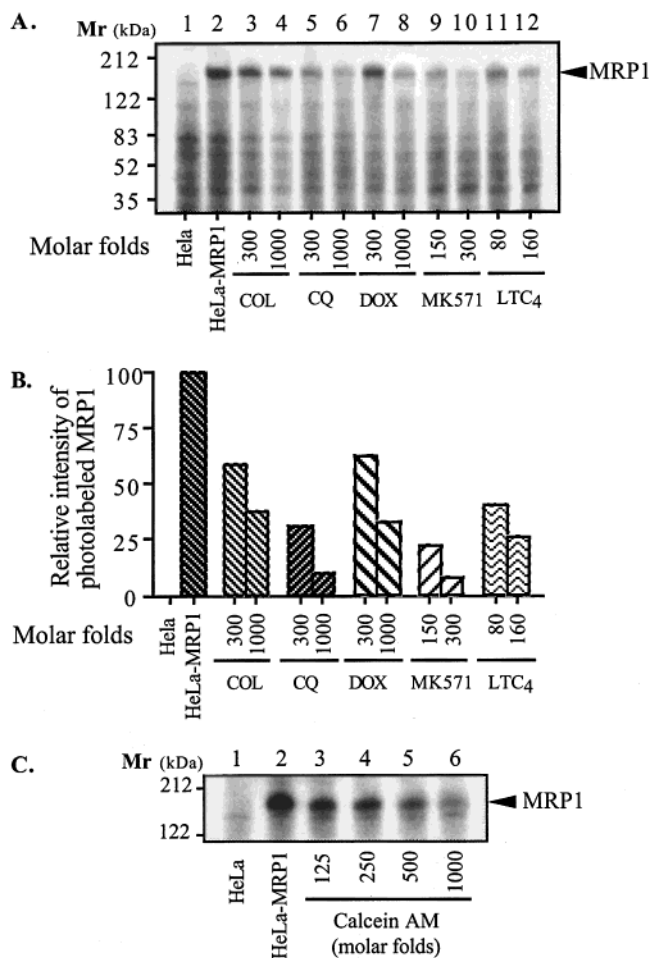 A.
Mr (kDa) 1 2 3 4 5 6 7 8 9 10 11 12
212
MRP1
122
83
52
35
Molar folds
Hela HeLa-MRP1 300 1000 300 1000 300 1000 150 300 80 160
COL CQ DOX MK571 LTC4
B.
Relative intensity of
photolabeled MRP1
100
75
50
25
0
Molar folds
Hela HeLa-MRP1 300 1000 300 1000 300 1000 150 300 80 160
COL CQ DOX MK571 LTC4
C.
Mr (kDa) 1 2 3 4 5 6
212
MRP1
122
HeLa HeLa-MRP1 125 250 500 1000
Calcein AM
(molar folds)